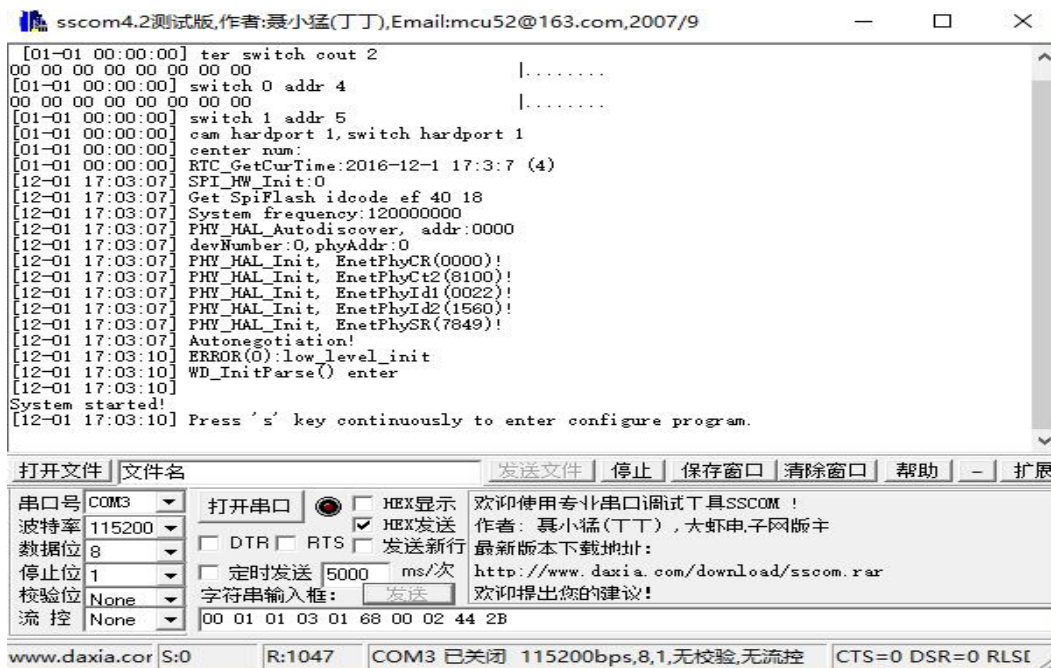 sscom4.2测试版,作者:聂小猛(丁丁),Email:mcu52@163.com,2007/9
[01-01 00:00:00] ter switch cout 2
00 00 00 00 00 00 00 00 |........
[01-01 00:00:00] switch 0 addr 4
00 00 00 00 00 00 00 00 |........
[01-01 00:00:00] switch 1 addr 5
[01-01 00:00:00] cam hardport 1,switch hardport 1
[01-01 00:00:00] center num:
[01-01 00:00:00] RTC_GetCurTime:2016-12-1 17:3:7 (4)
[12-01 17:03:07] SPI_HW_Init:0
[12-01 17:03:07] Get SpiFlash idcode ef 40 18
[12-01 17:03:07] System frequency:120000000
[12-01 17:03:07] PHY_HAL_Autodiscover, addr:0000
[12-01 17:03:07] devNumber:0,phyAddr:0
[12-01 17:03:07] PHY_HAL_Init, EnetPhyCR(0000)!
[12-01 17:03:07] PHY_HAL_Init, EnetPhyCt2(8100)!
[12-01 17:03:07] PHY_HAL_Init, EnetPhyId1(0022)!
[12-01 17:03:07] PHY_HAL_Init, EnetPhyId2(1560)!
[12-01 17:03:07] PHY_HAL_Init, EnetPhySR(7849)!
[12-01 17:03:07] Autonegotiation!
[12-01 17:03:10] ERROR(0):low_level_init
[12-01 17:03:10] WD_InitParse() enter
[12-01 17:03:10]
System started!
[12-01 17:03:10] Press 's' key continuously to enter configure program.
打开文件 文件名 发送文件 停止 保存窗口 清除窗口 帮助 - 扩展
串口号 COM3 打开串口 HEX显示 欢迎使用专业串口调试工具SSCOM !
波特率 115200 HEX发送 作者: 聂小猛(丁丁) ,大虾电子网版主
数据位 8 DTR RTS 发送新行 最新版本下载地址:
停止位 1 定时发送 5000 ms/次 http://www.daxia.com/download/sscom.rar
校验位 None 字符串输入框: 发送 欢迎提出您的建议!
流 控 None 00 01 01 03 01 68 00 02 44 2B
www.daxia.cor S:0 R:1047 COM3 已关闭 115200bps,8,1,无校验,无流控 CTS=0 DSR=0 RLSI